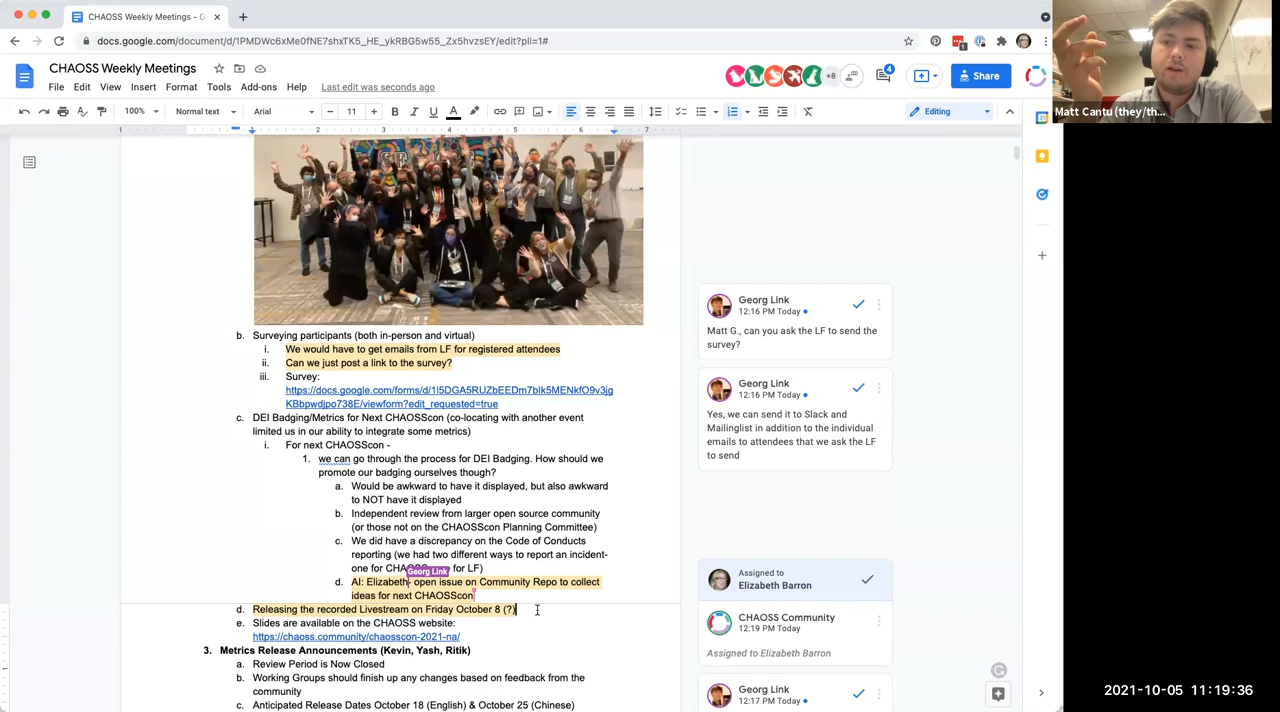 CHAOSS Weekly Meetings - G
docs.google.com/document/d/1PMDWc6xMe0fNE7shxTK5_HE_ykRBG5w55_Zx5hvzsEY/edit?pli=1#
CHAOSS Weekly Meetings
File Edit View Insert Format Tools Add-ons Help Last edit was seconds ago
+8
4
Share
Matt Cantu (they/th...
100% Normal text Arial 11 Editing
1 1 2 3 4 5 6 7
b. Surveying participants (both in-person and virtual)
i. We would have to get emails from LF for registered attendees
ii. Can we just post a link to the survey?
iii. Survey:
https://docs.google.com/forms/d/1l5DGA5RUZbEEDm7blk5MENkfO9v3jg
KBbpwdjpo738E/viewform?edit_requested=true
c. DEI Badging/Metrics for Next CHAOSScon (co-locating with another event
limited us in our ability to integrate some metrics)
i. For next CHAOSScon -
1. we can go through the process for DEI Badging. How should we
promote our badging ourselves though?
a. Would be awkward to have it displayed, but also awkward
to NOT have it displayed
b. Independent review from larger open source community
(or those not on the CHAOSScon Planning Committee)
c. We did have a discrepancy on the Code of Conducts
reporting (we had two different ways to report an incident-
one for CHAO for LF)
Georg Link
d. AI: Elizabeth- open issue on Community Repo to collect
ideas for next CHAOSScon
d. Releasing the recorded Livestream on Friday October 8 (?)
e. Slides are available on the CHAOSS website:
https://chaoss.community/chaosscon-2021-na/
3. Metrics Release Announcements (Kevin, Yash, Ritik)
a. Review Period is Now Closed
b. Working Groups should finish up any changes based on feedback from the
community
c. Anticipated Release Dates October 18 (English) & October 25 (Chinese)
Georg Link
12:16 PM Today
Matt G., can you ask the LF to send the
survey?
Georg Link
12:16 PM Today
Yes, we can send it to Slack and
Mailinglist in addition to the individual
emails to attendees that we ask the LF
to send
Assigned to
Elizabeth Barron
CHAOSS Community
12:19 PM Today
Assigned to Elizabeth Barron
Georg Link
12:17 PM Today
2021-10-05 11:19:36